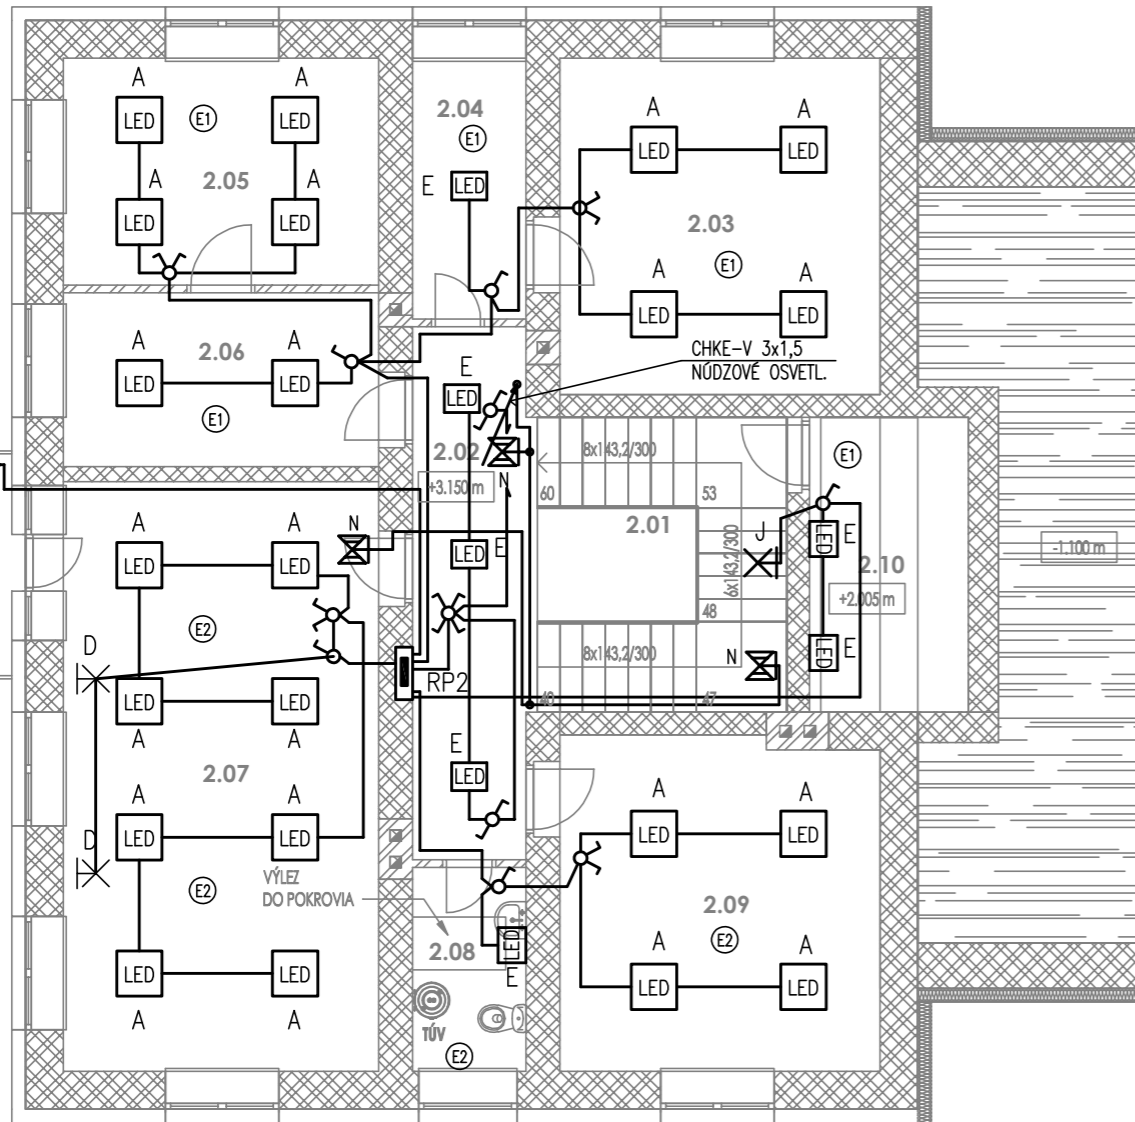 A
A
A
LED
E1
LED
2.04
LED
LED
E1
A
A
LED
LED
2.05
E
LED
2.03
E1
A
A
A
A
LED
LED
2.06
CHKE-V 3x1,5
NÚDZOVÉ OSVETL.
LED
LED
E
LED
E1
2.02
8x143,2/300
E1
+3.150 m
N
60
53
A
A
N
2.01
J
LED
E
LED
LED
LED
E
6x143,2/300
2.10
-1.100 m
+2.005 m
E2
48
D
8x143,2/300
N
LED
E
RP2
LED
LED
40
47
A
A
2.07
E
LED
A
A
A
A
D
LED
LED
LED
LED
VÝLEZ
DO POKROVIA
E2
2.09
2.08
LED
E2
A
A
LED
LED
E
LED
LED
A
A
TÚV
E2